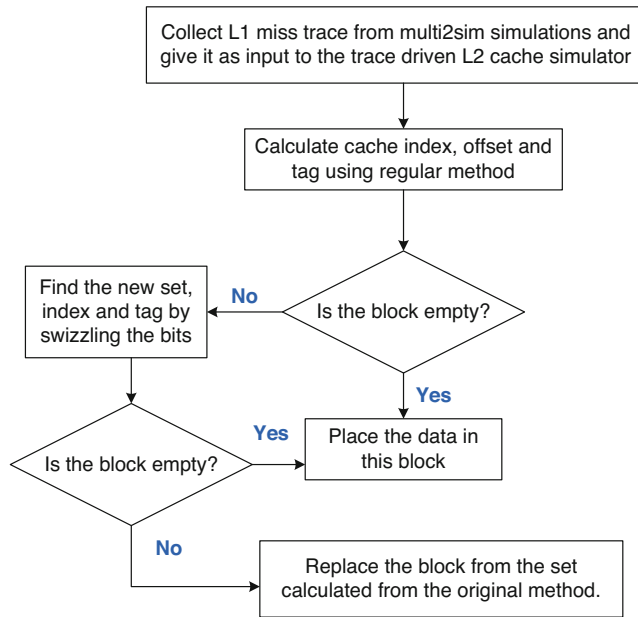 Collect L1 miss trace from multi2sim simulations and
give it as input to the trace driven L2 cache simulator
Calculate cache index, offset and
tag using regular method
Is the block empty?
No
Find the new set,
index and tag by
swizzling the bits
Yes
Place the data in
this block
Is the block empty?
Yes
No
Replace the block from the set
calculated from the original method.